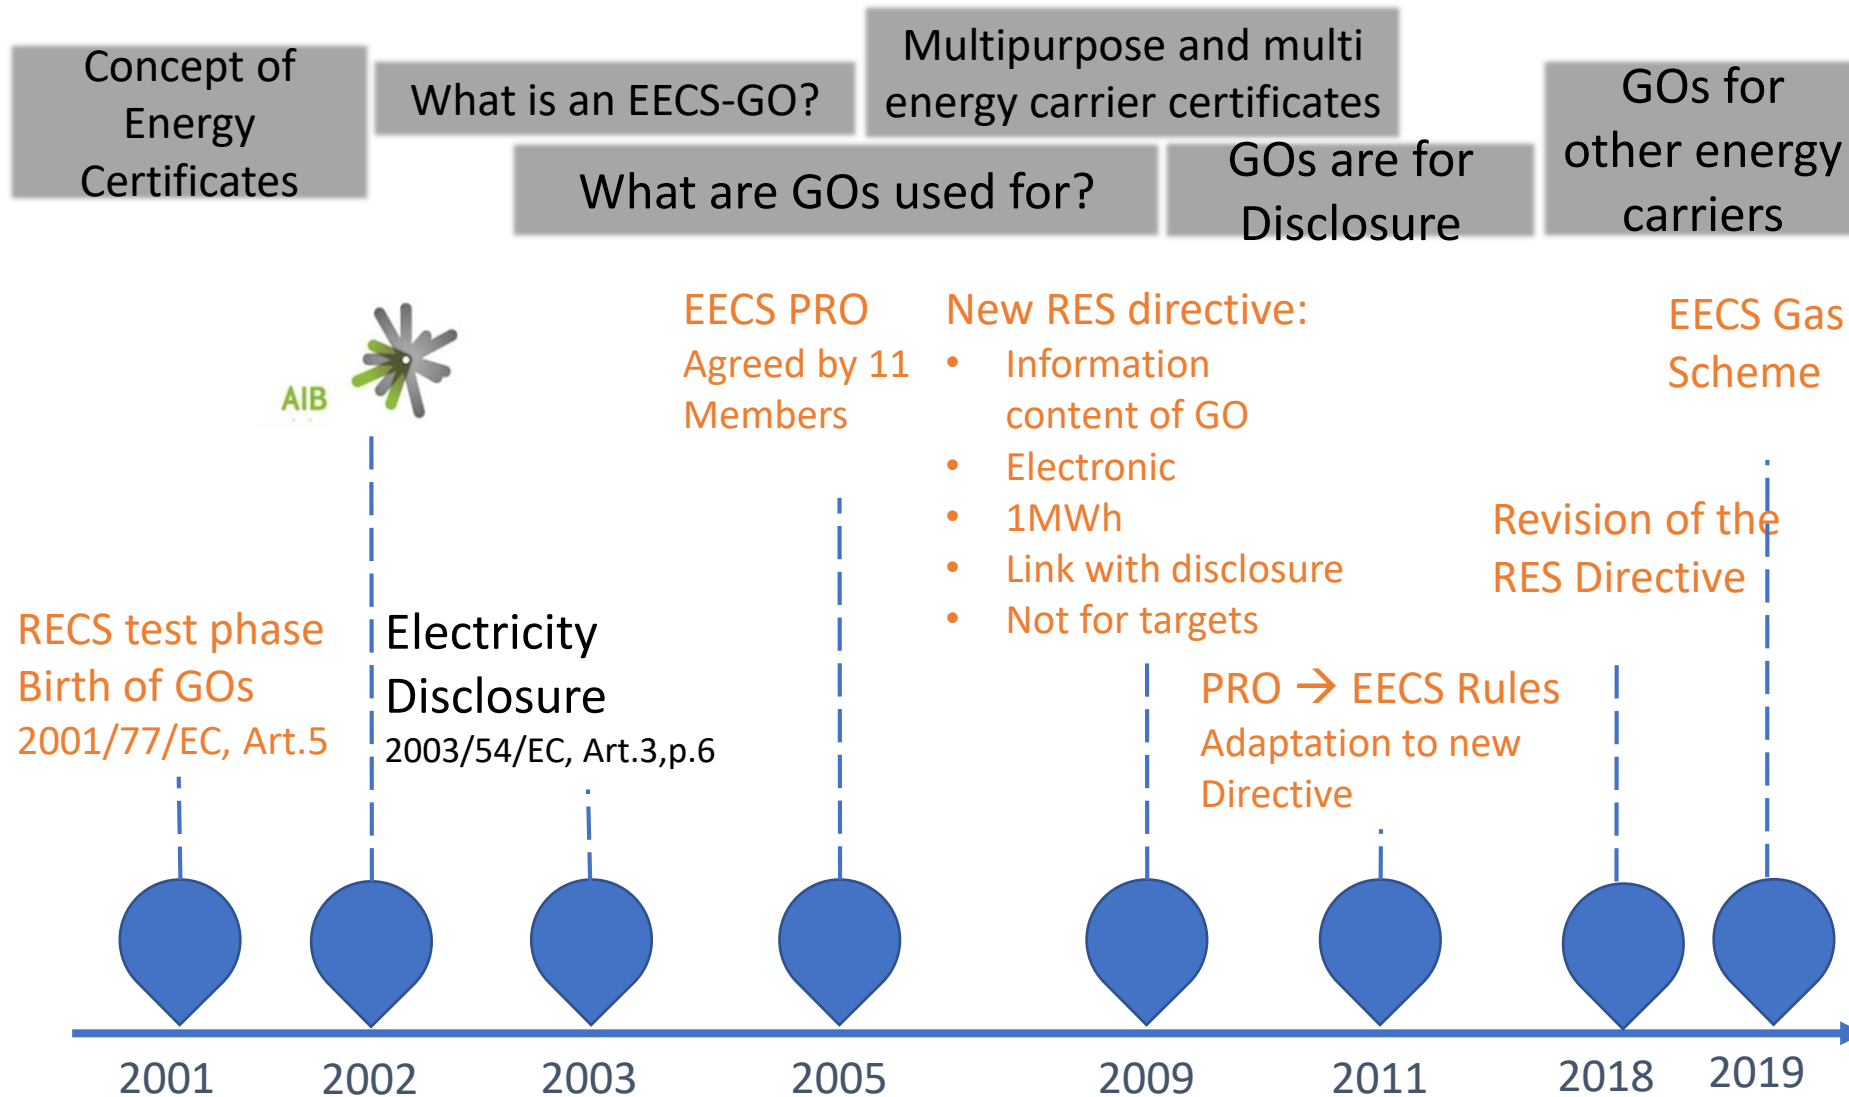 Concept of
Energy
Certificates
What is an EECS-GO?
Multipurpose and multi
energy carrier certificates
What are GOs used for?
GOs are for
Disclosure
GOs for
other energy
carriers
AIB
RECS test phase
Birth of GOs
2001/77/EC, Art.5
Electricity
Disclosure
2003/54/EC, Art.3,p.6
EECS PRO
Agreed by 11
Members
New RES directive:
• Information
content of GO
• Electronic
• 1MWh
• Link with disclosure
• Not for targets
PRO → EECS Rules
Adaptation to new
Directive
Revision of the
RES Directive
EECS Gas
Scheme
2001
2002
2003
2005
2009
2011
2018
2019